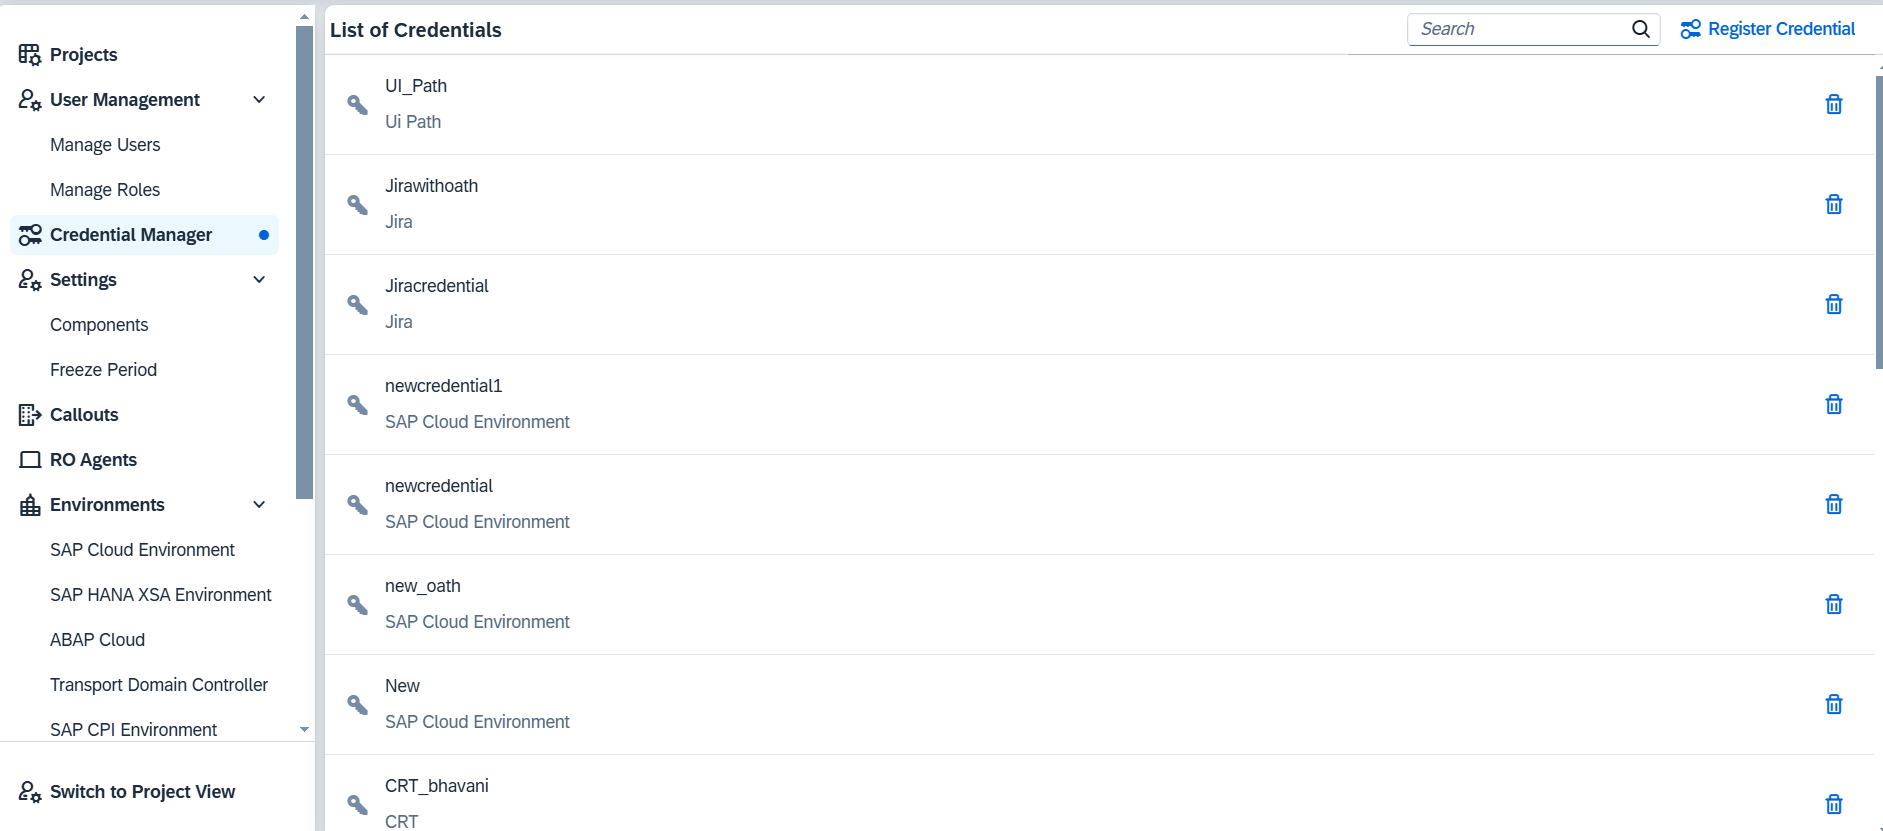 Projects
User Management
Manage Users
Manage Roles
Credential Manager
Settings
Components
Freeze Period
Callouts
RO Agents
Environments
SAP Cloud Environment
SAP HANA XSA Environment
ABAP Cloud
Transport Domain Controller
SAP CPI Environment
Switch to Project View
List of Credentials
Search
Register Credential
UI_Path
Ui Path
Jirawithoath
Jira
Jiracredential
Jira
newcredential1
SAP Cloud Environment
newcredential
SAP Cloud Environment
new_oath
SAP Cloud Environment
New
SAP Cloud Environment
CRT_bhavani
CRT